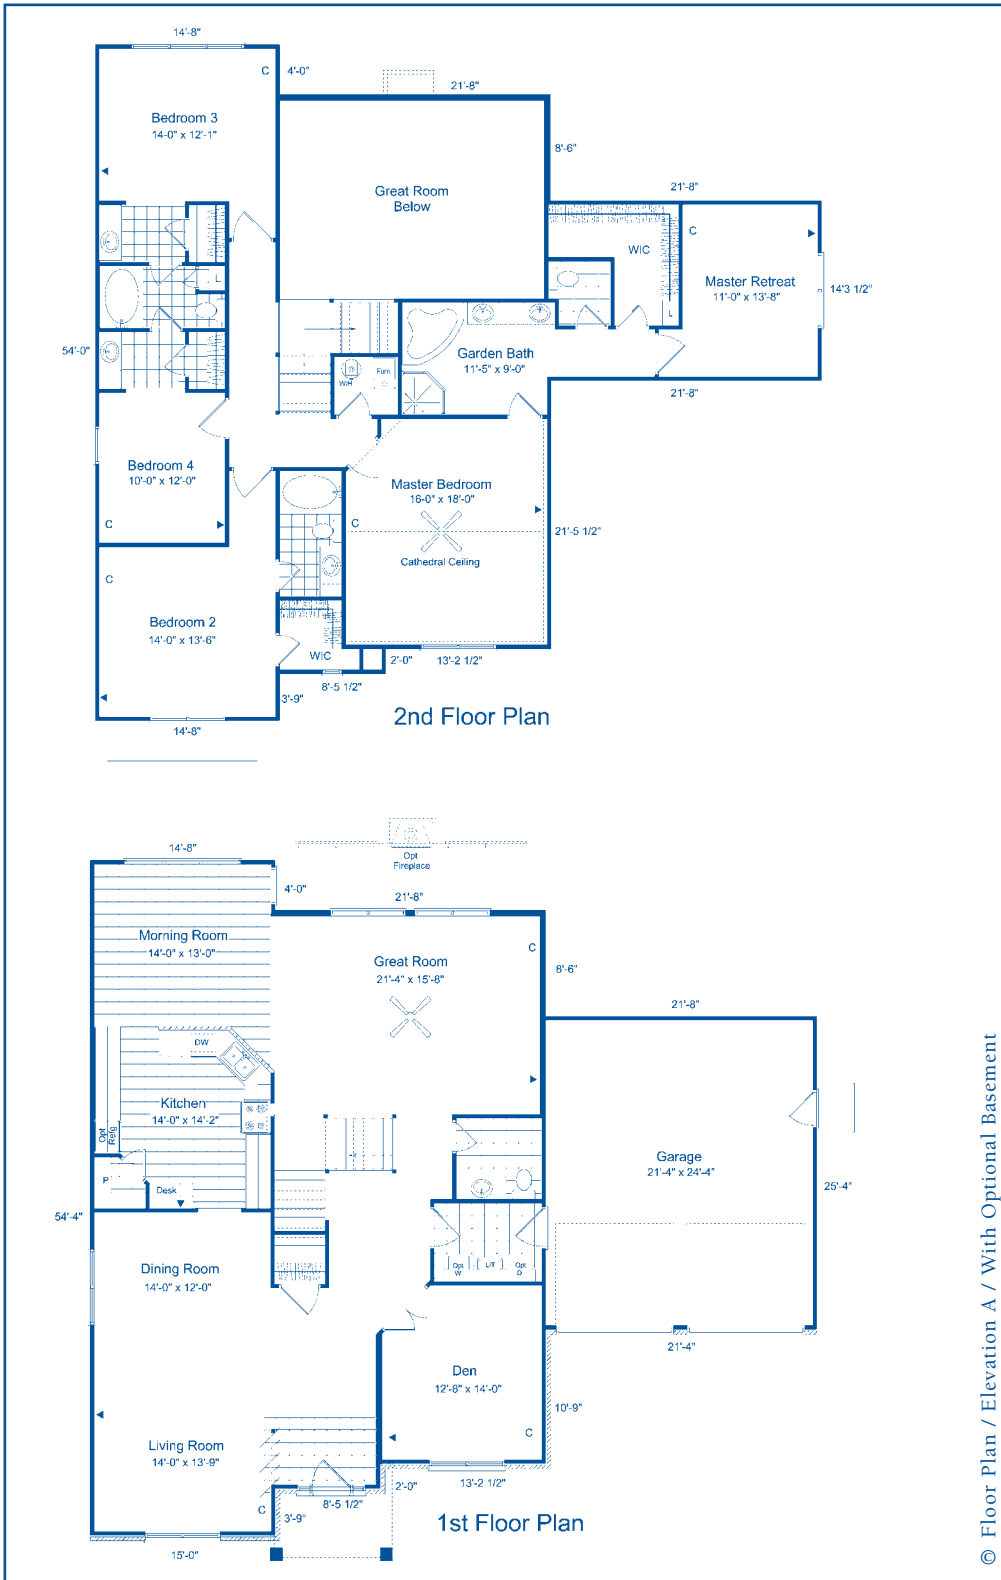 14'-8"
C
4'-0"
21'-8"
Bedroom 3
14-0" x 12'-1"
8'-6"
Great Room
Below
21'-8"
C
WIC
L
Master Retreat
11'-0" x 13'-8"
14'3 1/2"
L
54'-0"
Garden Bath
11'-5" x 9'-0"
W/H
Furn
21'-8"
Bedroom 4
10'-0" x 12'-0"
C
Master Bedroom
16-0" x 18'-0"
C
21'-5 1/2"
Cathedral Ceiling
C
Bedroom 2
14'-0" x 13'-6"
WIC
2'-0"
13'-2 1/2"
8'-5 1/2"
3'-9"
14'-8"
2nd Floor Plan
Opt
Fireplace
14'-8"
4'-0"
21'-8"
Morning Room
14'-0" x 13'-0"
Great Room
21'-4" x 15'-8"
C
8'-6"
21'-8"
DW
Kitchen
14'-0" x 14'-2"
Opt
Refg
P
Desk
Garage
21'-4" x 24'-4"
25'-4"
54'-4"
Opt
W
L/T
Opt
D
Dining Room
14'-0" x 12'-0"
21'-4"
Den
12'-8" x 14'-0"
C
10'-9"
Living Room
14'-0" x 13'-9"
C
2'-0"
13'-2 1/2"
8'-5 1/2"
3'-9"
15'-0"
1st Floor Plan
© Floor Plan / Elevation A / With Optional Basement